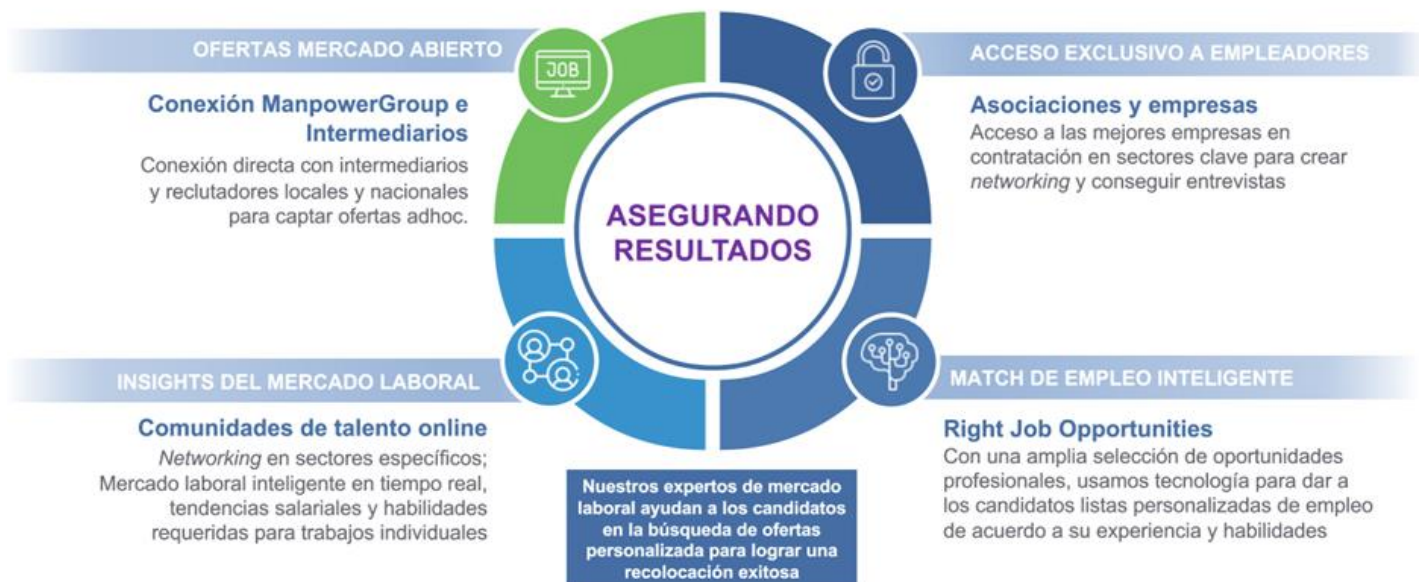 OFERTAS MERCADO ABIERTO
Conexión ManpowerGroup e
Intermediarios
Conexión directa con intermediarios
y reclutadores locales y nacionales
para captar ofertas adhoc.
JOB
ACCESO EXCLUSIVO A EMPLEADORES
Asociaciones y empresas
Acceso a las mejores empresas en
contratación en sectores clave para crear
networking y conseguir entrevistas
ASEGURANDO
RESULTADOS
INSIGHTS DEL MERCADO LABORAL
Comunidades de talento online
Networking en sectores específicos;
Mercado laboral inteligente en tiempo real,
tendencias salariales y habilidades
requeridas para trabajos individuales
MATCH DE EMPLEO INTELIGENTE
Right Job Opportunities
Con una amplia selección de oportunidades
profesionales, usamos tecnología para dar a
los candidatos listas personalizadas de empleo
de acuerdo a su experiencia y habilidades
Nuestros expertos de mercado
laboral ayudan a los candidatos
en la búsqueda de ofertas
personalizada para lograr una
recolocación exitosa